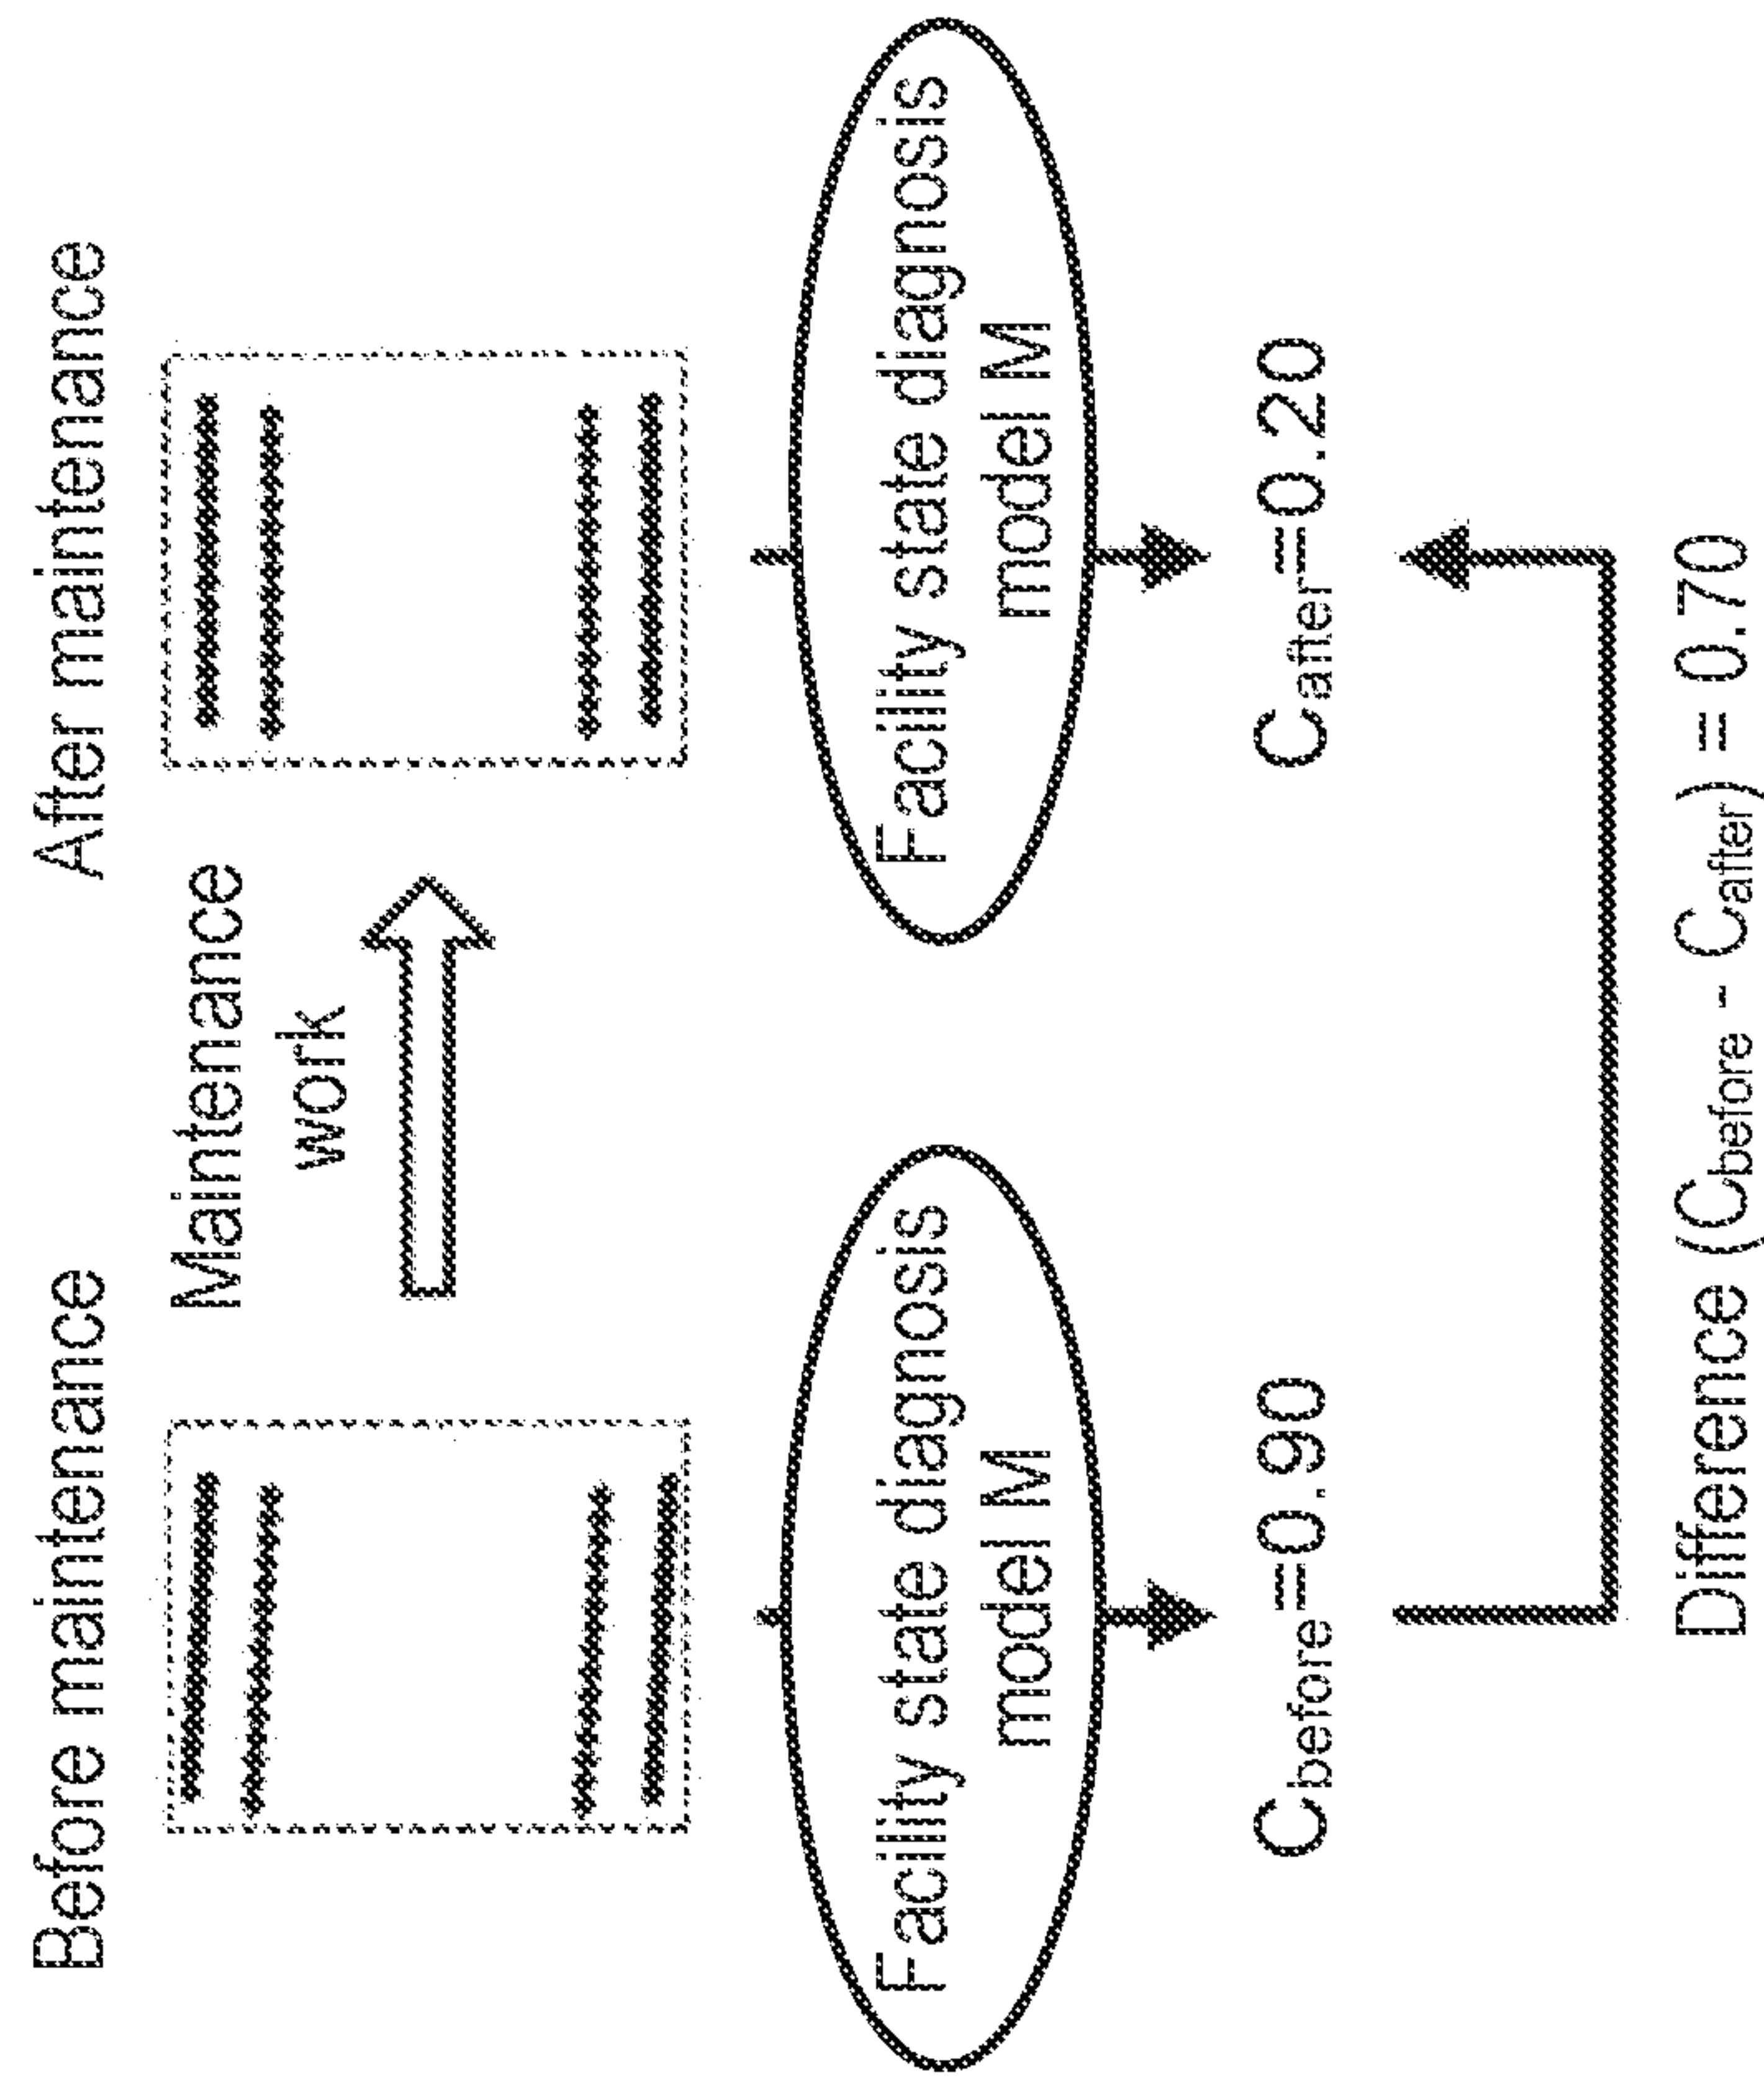 Before maintenance
After maintenance
Maintenance
work
Facility state diagnosis
model M
Facility state diagnosis
model M
Cbefore=0.90
Cafter=0.20
Difference (Cbefore - Cafter) = 0.70